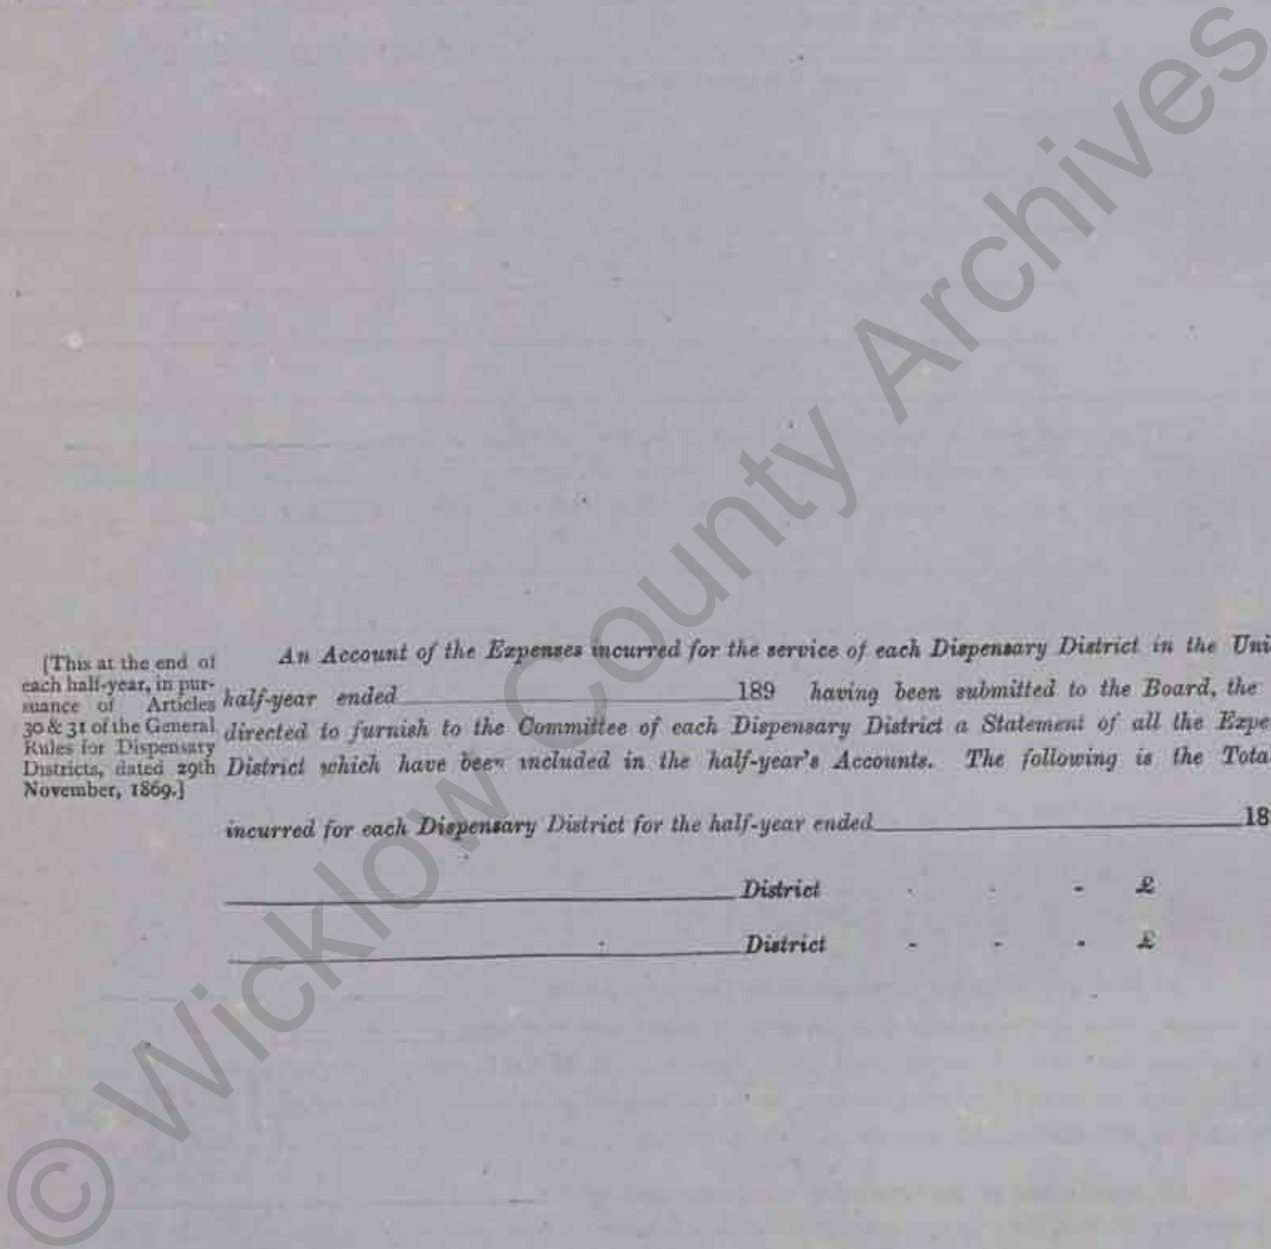 [This at the end of
each half-year, in pur-
suance of Articles
30 & 31 of the General
Rules for Dispensary
Districts, dated 29th
November, 1869.]
An Account of the Expenses incurred for the service of each Dispensary District in the Uni
half-year ended 189 having been submitted to the Board, the
directed to furnish to the Committee of each Dispensary District a Statement of all the Expe
District which have been included in the half-year's Accounts. The following is the Tota
incurred for each Dispensary District for the half-year ended 18
District - - - £
District - - - £
© Wicklow County Archives